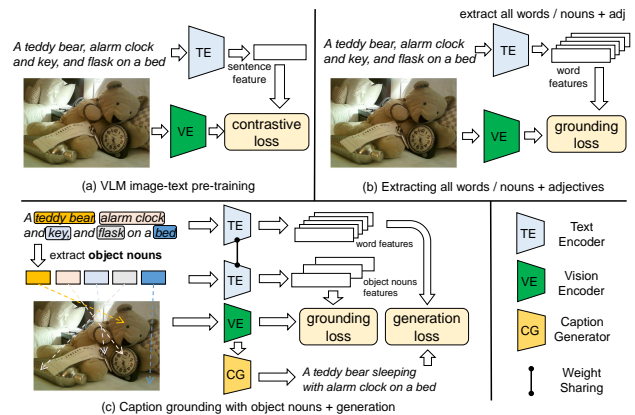 A teddy bear, alarm clock
and key, and flask on a bed
TE
sentence
feature
VE
contrastive
loss
(a) VLM image-text pre-training
extract all words / nouns + adj
A teddy bear, alarm clock
and key, and flask on a bed
TE
word
features
VE
grounding
loss
(b) Extracting all words / nouns + adjectives
A teddy bear, alarm clock
and key, and flask on a bed
extract object nouns
TE
word features
TE
object nouns
features
VE
grounding
loss
generation
loss
CG
A teddy bear sleeping
with alarm clock on a bed
(c) Caption grounding with object nouns + generation
TE
Text
Encoder
VE
Vision
Encoder
CG
Caption
Generator
Weight
Sharing